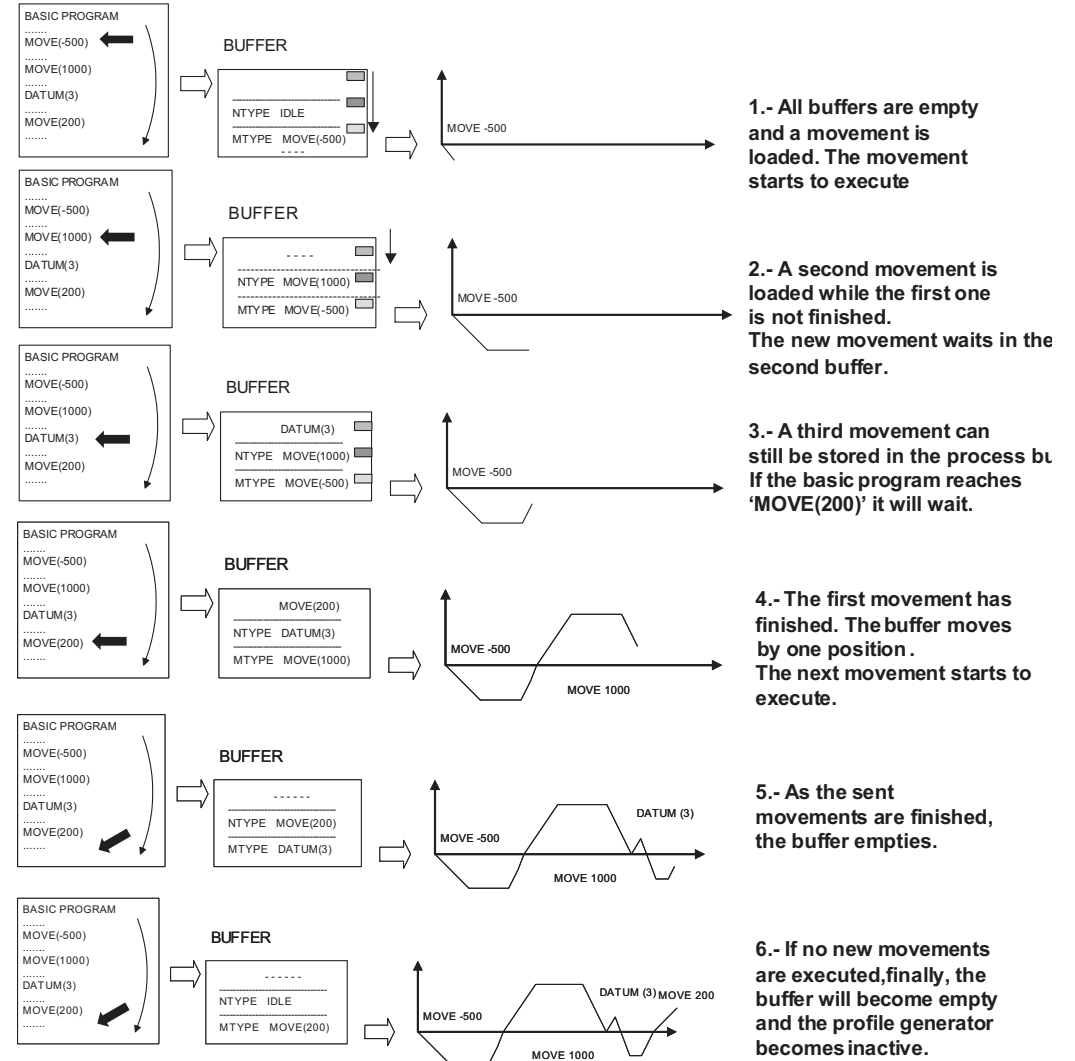 BASIC PROGRAM
.......
MOVE(-500)
.......
MOVE(1000)
.......
DATUM(3)
.......
MOVE(200)
.......
BUFFER
NTYPE IDLE
MTYPE MOVE(-500)
- - - -
MOVE -500
1.- All buffers are empty
and a movement is
loaded. The movement
starts to execute
BASIC PROGRAM
.......
MOVE(-500)
.......
MOVE(1000)
.......
DATUM(3)
.......
MOVE(200)
.......
BUFFER
- - - -
NTYPE MOVE(1000)
MTYPE MOVE(-500)
MOVE -500
2.- A second movement is
loaded while the first one
is not finished.
The new movement waits in the
second buffer.
BASIC PROGRAM
.......
MOVE(-500)
.......
MOVE(1000)
.......
DATUM(3)
.......
MOVE(200)
.......
BUFFER
DATUM(3)
NTYPE MOVE(1000)
MTYPE MOVE(-500)
MOVE -500
3.- A third movement can
still be stored in the process bu
If the basic program reaches
‘MOVE(200)’ it will wait.
BASIC PROGRAM
.......
MOVE(-500)
.......
MOVE(1000)
.......
DATUM(3)
.......
MOVE(200)
.......
BUFFER
MOVE(200)
NTYPE DATUM(3)
MTYPE MOVE(1000)
MOVE -500
MOVE 1000
4.- The first movement has
finished. The buffer moves
by one position .
The next movement starts to
execute.
BASIC PROGRAM
.......
MOVE(-500)
.......
MOVE(1000)
.......
DATUM(3)
.......
MOVE(200)
.......
BUFFER
- - - - - -
NTYPE MOVE(200)
MTYPE DATUM(3)
MOVE -500
DATUM (3)
MOVE 1000
5.- As the sent
movements are finished,
the buffer empties.
BASIC PROGRAM
.......
MOVE(-500)
.......
MOVE(1000)
.......
DATUM(3)
.......
MOVE(200)
.......
BUFFER
- - - - - -
NTYPE IDLE
MTYPE MOVE(200)
MOVE -500
DATUM (3) MOVE 200
MOVE 1000
6.- If no new movements
are executed,finally, the
buffer will become empty
and the profile generator
becomes inactive.